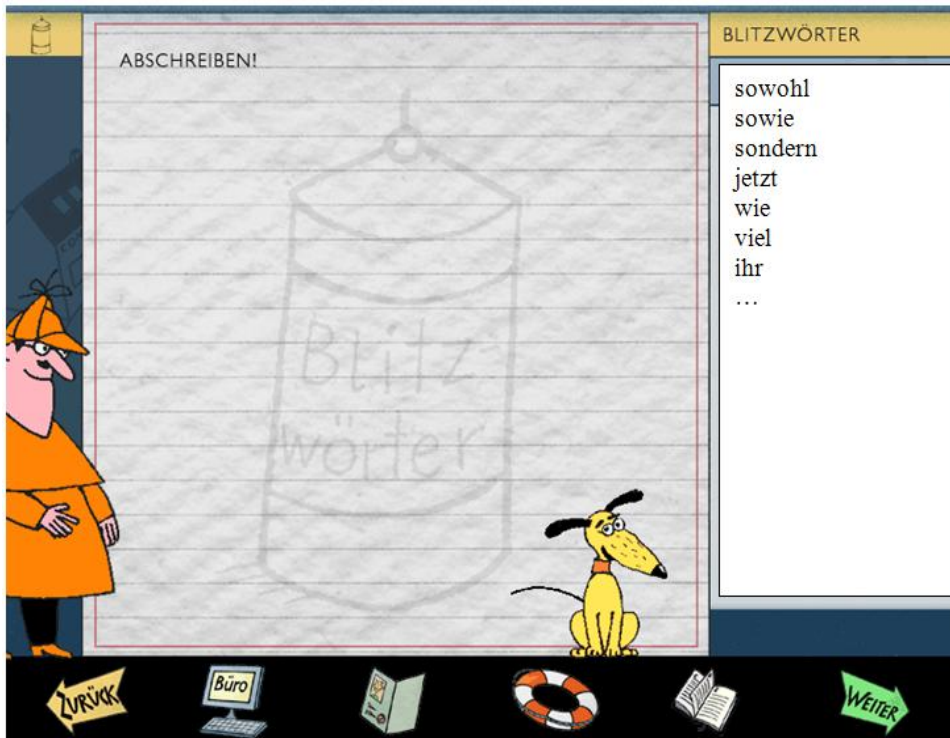 ABSCHREIBEN!
Blitz
wörter
BLITZWÖRTER
sowohl
sowie
sondern
jetzt
wie
viel
ihr
…
ZURÜCK
Büro
WEITER